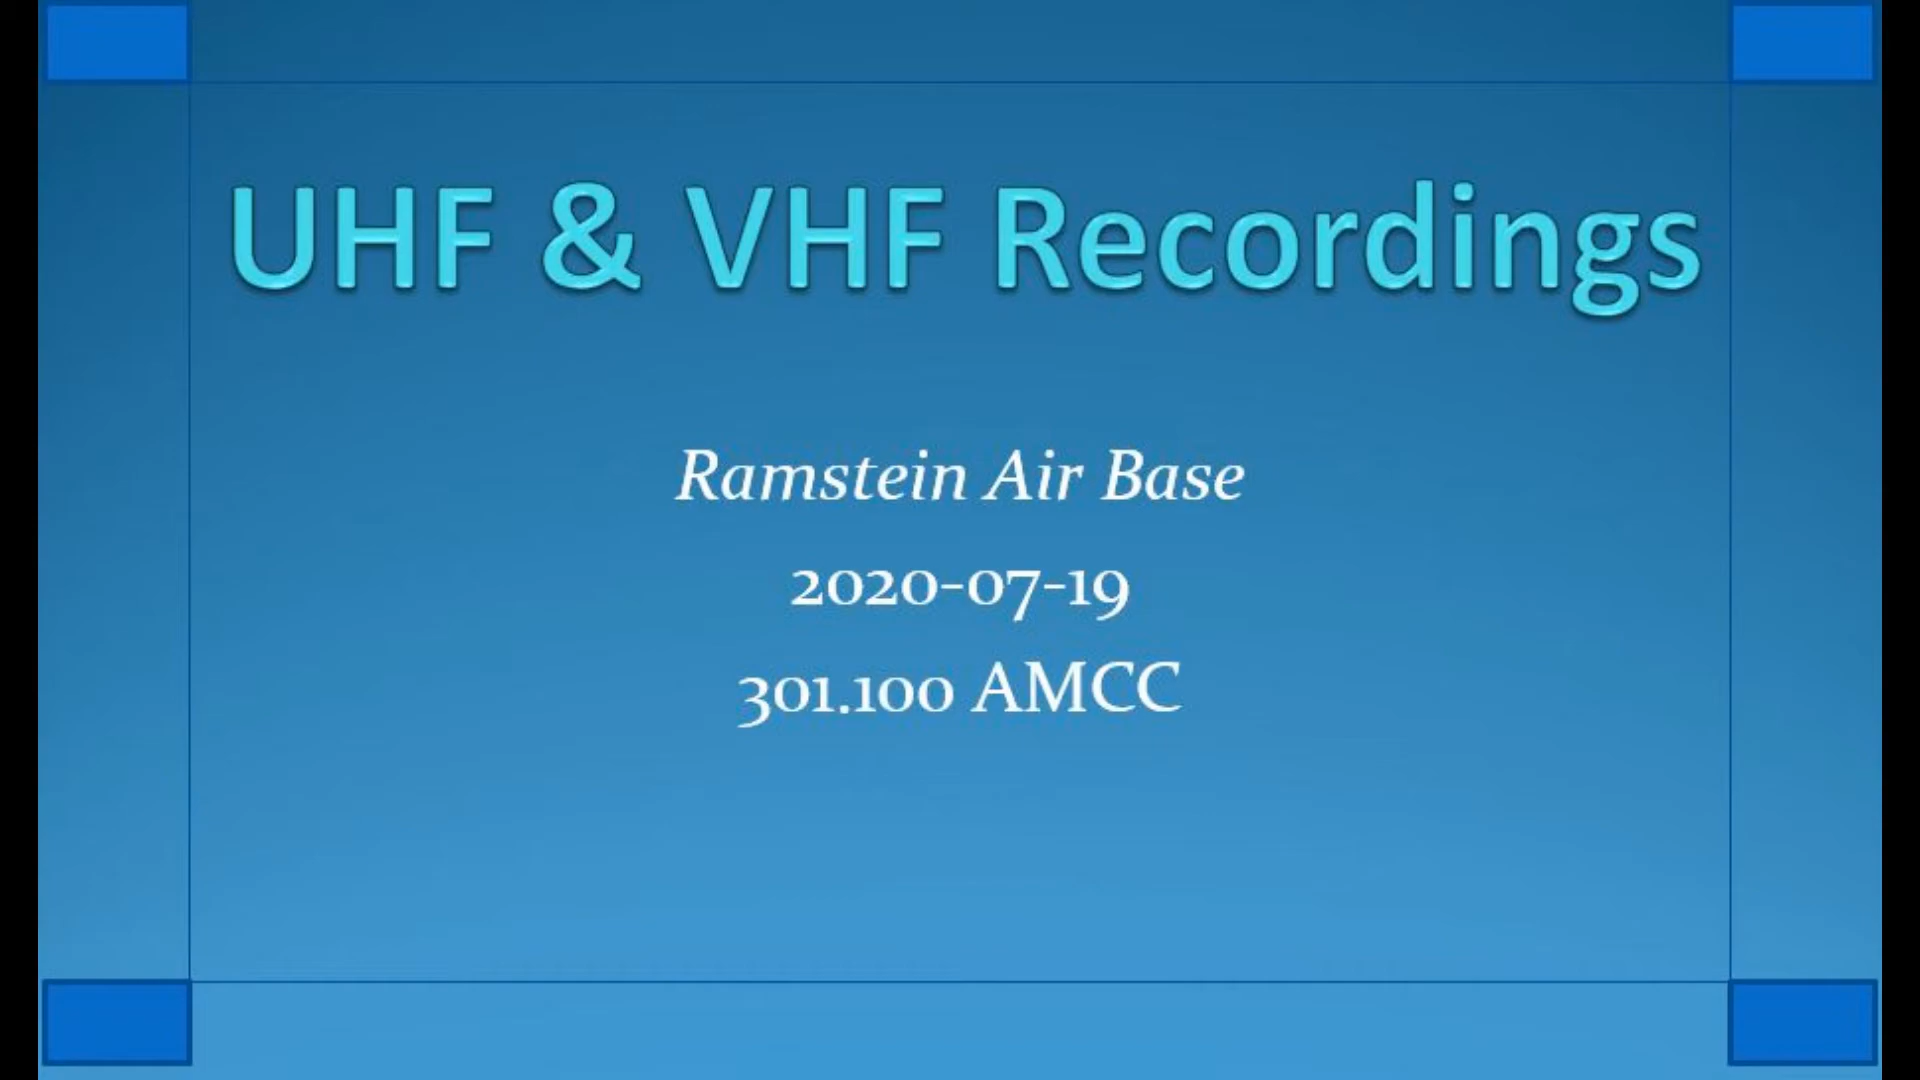 UHF & VHF Recordings
Ramstein Air Base
2020-07-19
301.100 AMCC